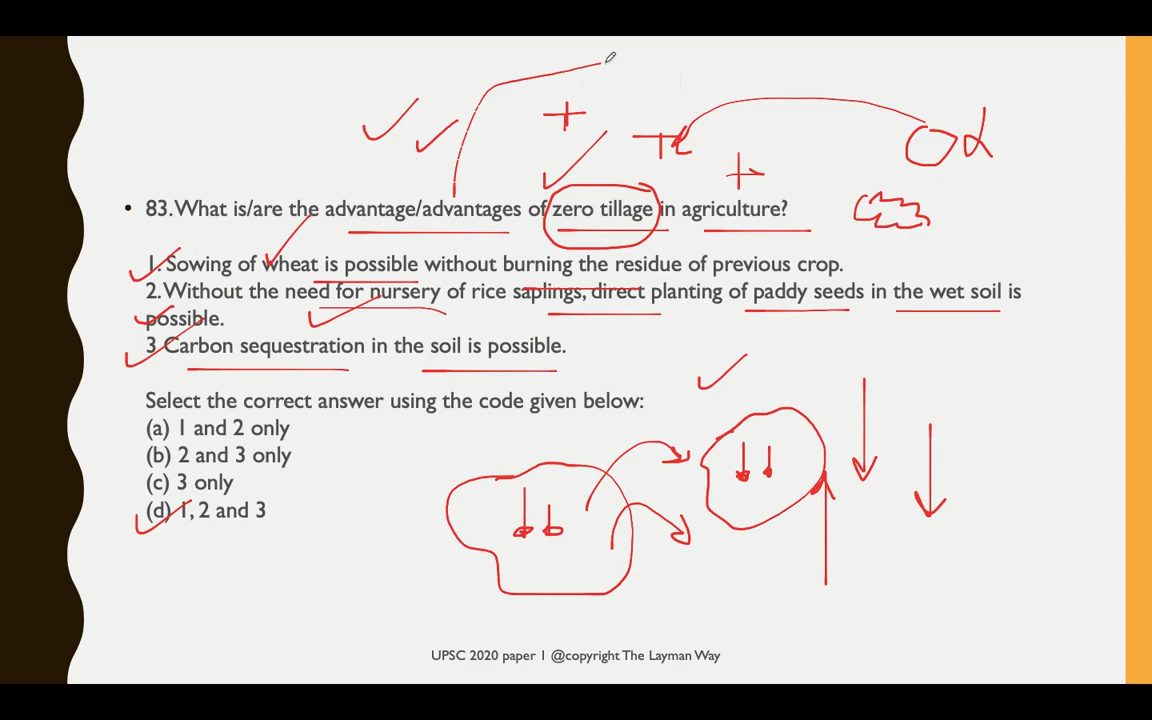 • 83. What is/are the advantage/advantages of zero tillage in agriculture?
1. Sowing of wheat is possible without burning the residue of previous crop.
2. Without the need for nursery of rice saplings, direct planting of paddy seeds in the wet soil is
possible.
3. Carbon sequestration in the soil is possible.
Select the correct answer using the code given below:
(a) 1 and 2 only
(b) 2 and 3 only
(c) 3 only
(d) 1, 2 and 3
UPSC 2020 paper 1 @copyright The Layman Way